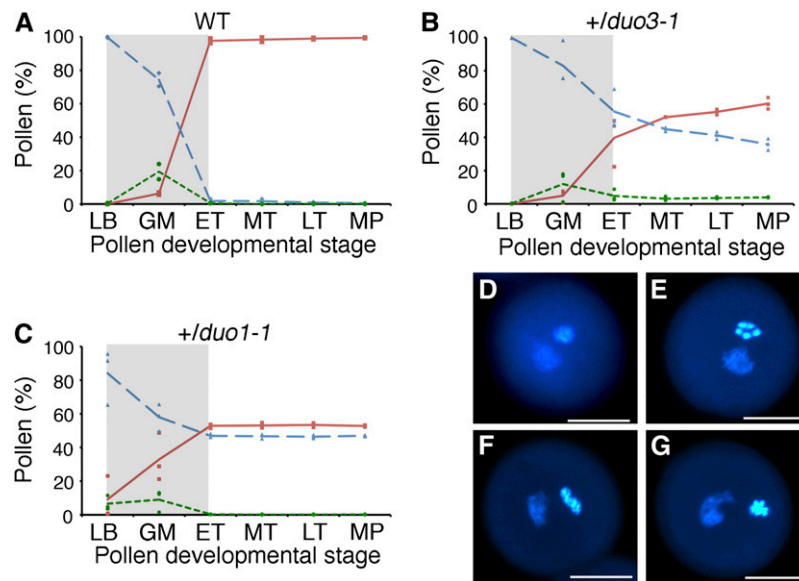 A
WT
Pollen (%)
100
80
60
40
20
0
LB GM ET MT LT MP
Pollen developmental stage
B
+/duo3-1
Pollen (%)
100
80
60
40
20
0
LB GM ET MT LT MP
Pollen developmental stage
C
+/duo1-1
Pollen (%)
100
80
60
40
20
0
LB GM ET MT LT MP
Pollen developmental stage
D
E
F
G